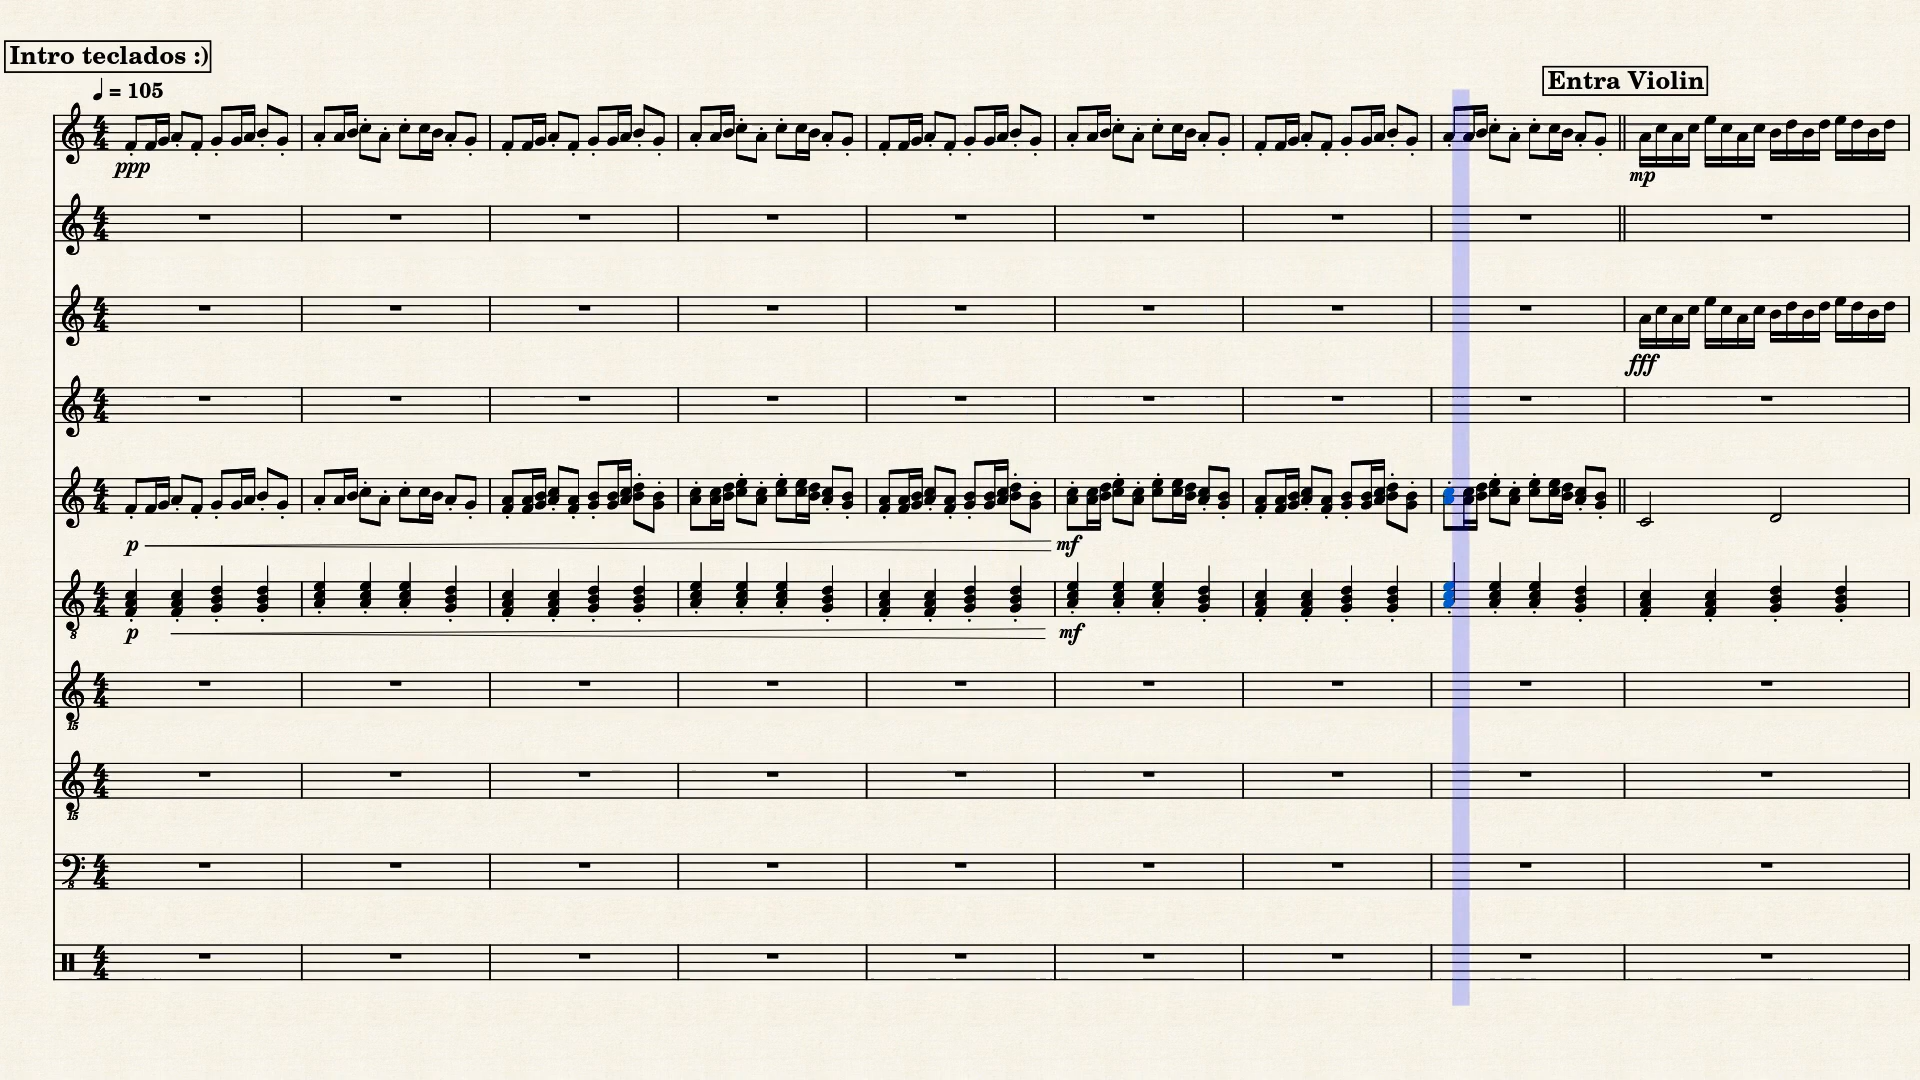 Intro teclados :)
♩ = 105
Entra Violin
ppp
mp
fff
p
mf
p
mf